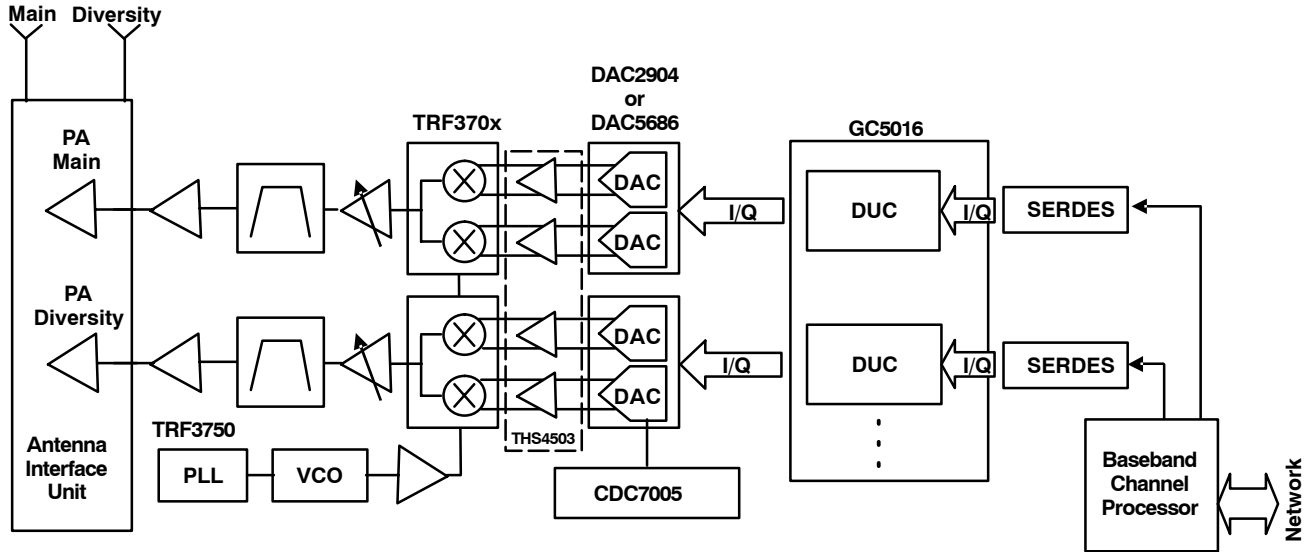 Main Diversity
DAC2904
or
DAC5686
TRF370x
GC5016
PA
Main
DAC
DAC
I/Q
DUC
I/Q
SERDES
PA
Diversity
DAC
DAC
I/Q
DUC
I/Q
SERDES
THS4503
TRF3750
Antenna
Interface
Unit
PLL
VCO
CDC7005
Baseband
Channel
Processor
Network